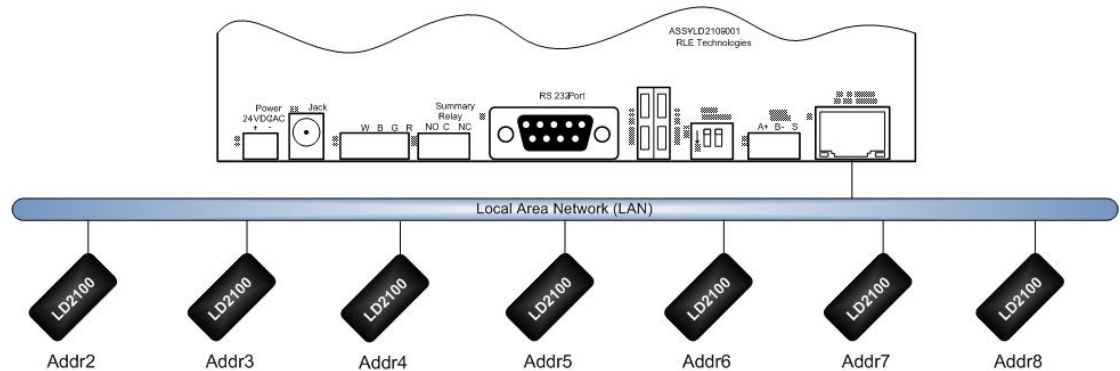 ASSYLD2109001
RLE Technologies
Power
24VDC/AC
+ -
Jack
W B G R
Summary
Relay
NO C NC
RS 232Port
A+ B- S
Local Area Network (LAN)
LD2100 LD2100 LD2100 LD2100 LD2100 LD2100 LD2100
Addr2 Addr3 Addr4 Addr5 Addr6 Addr7 Addr8